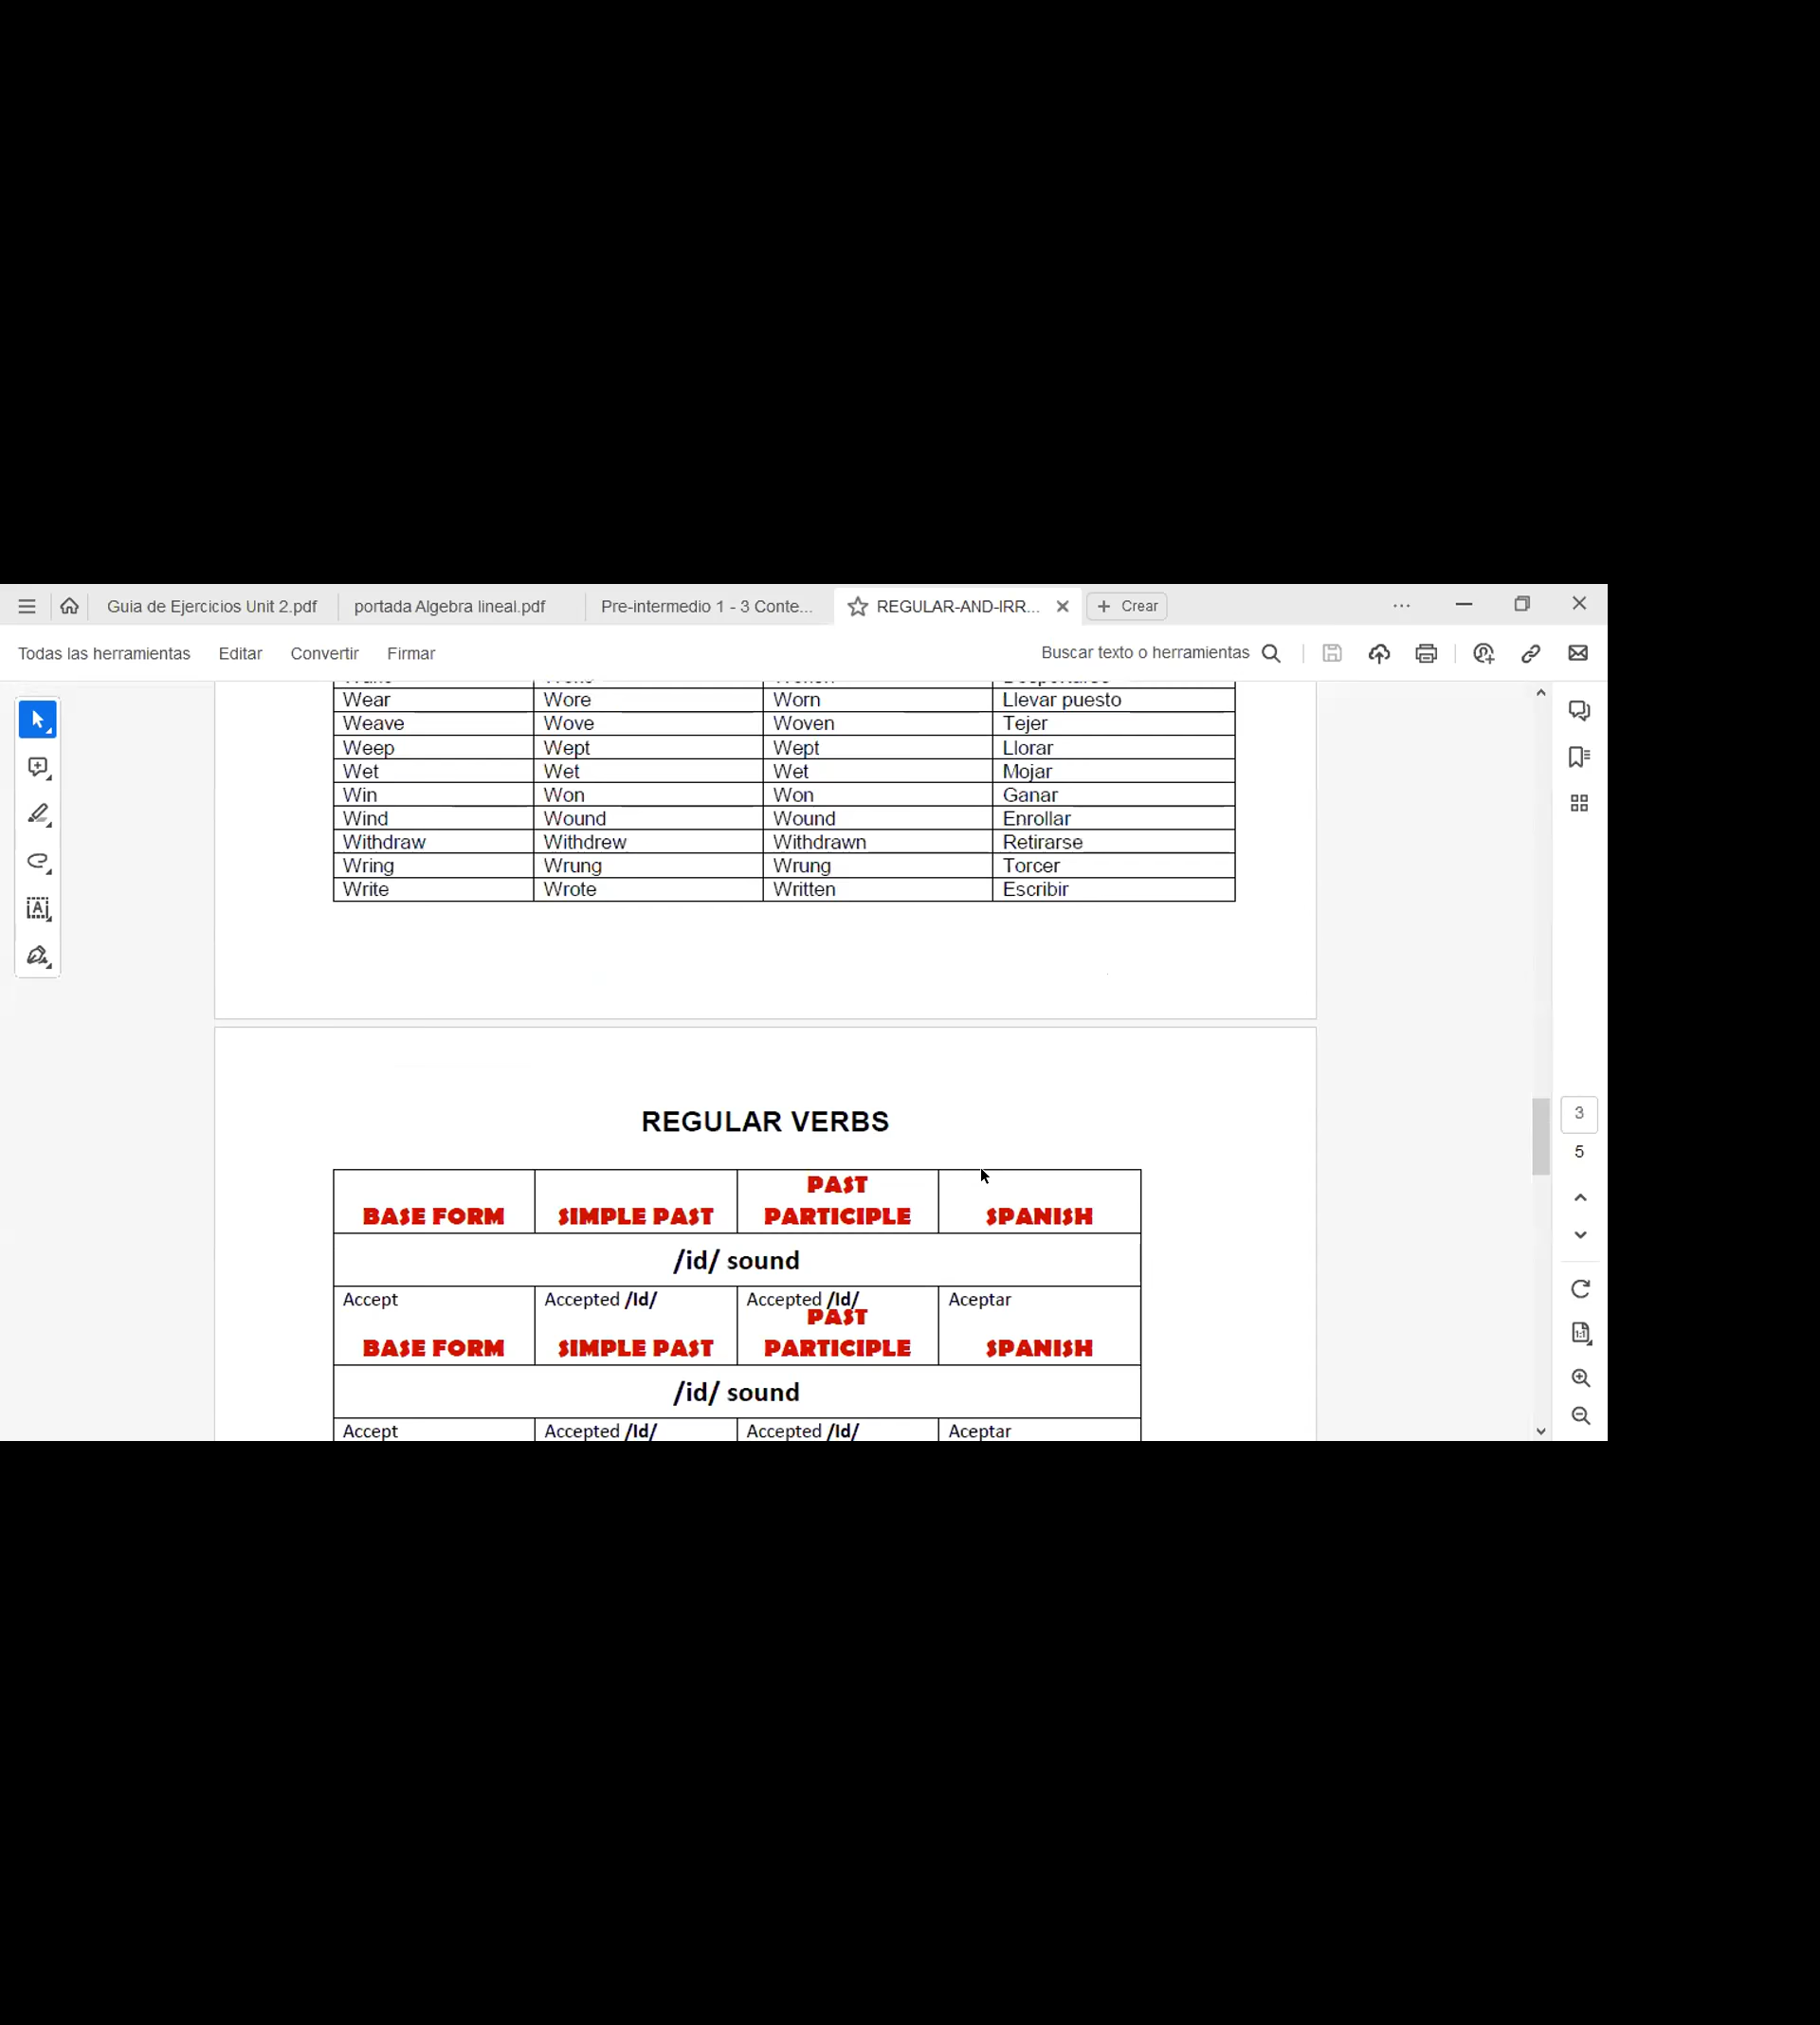 Guia de Ejercicios Unit 2.pdf portada Algebra lineal.pdf Pre-intermedio 1 - 3 Conte... REGULAR-AND-IRR... Crear
Todas las herramientas Editar Convertir Firmar Buscar texto o herramientas
Wear Wore Worn Llevar puesto
Weave Wove Woven Tejer
Weep Wept Wept Llorar
Wet Wet Wet Mojar
Win Won Won Ganar
Wind Wound Wound Enrollar
Withdraw Withdrew Withdrawn Retirarse
Wring Wrung Wrung Torcer
Write Wrote Written Escribir
REGULAR VERBS
PAST
BASE FORM SIMPLE PAST PARTICIPLE SPANISH
/id/ sound
Accept Accepted /Id/ Accepted /Id/ Aceptar
PAST
BASE FORM SIMPLE PAST PARTICIPLE SPANISH
/id/ sound
Accept Accepted /Id/ Accepted /Id/ Aceptar
3
5
1:1